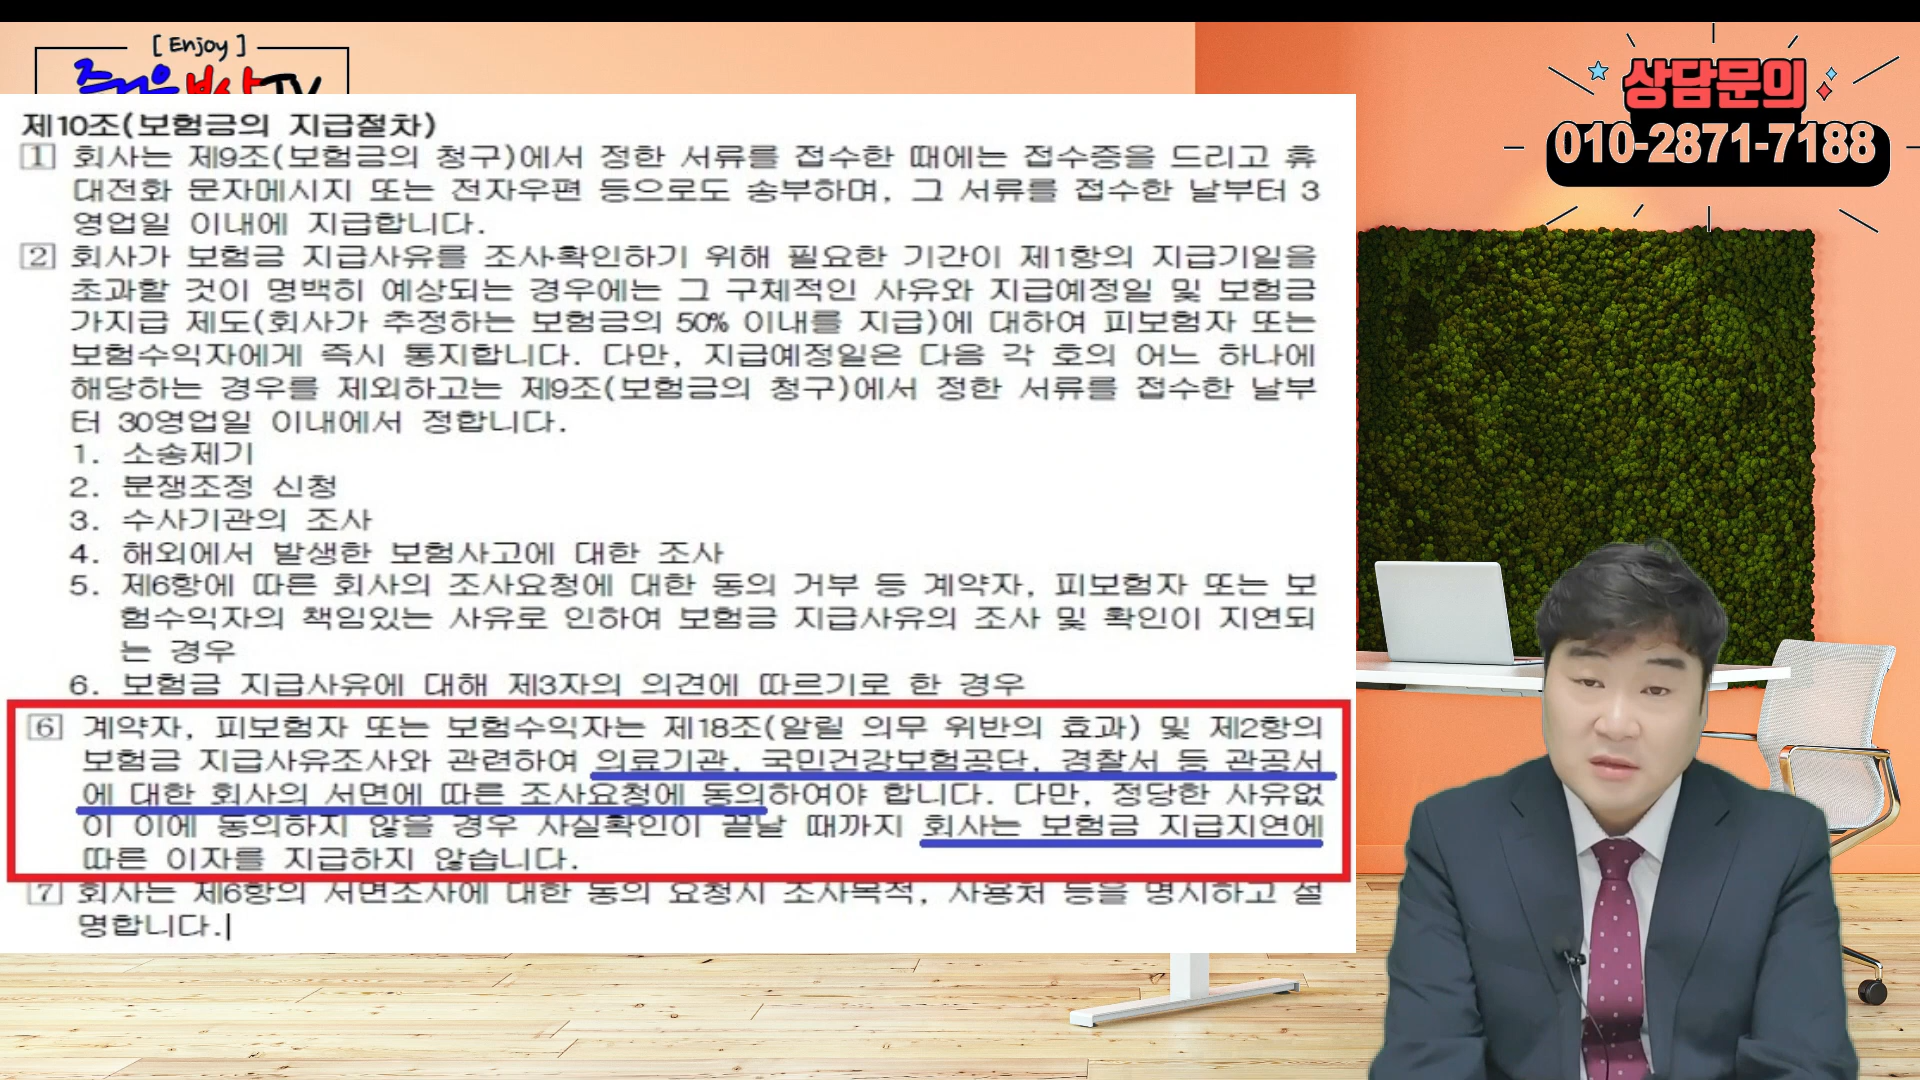 [ Enjoy ]
상담문의
010-2871-7188
제10조(보험금의 지급절차)
1 회사는 제9조(보험금의 청구)에서 정한 서류를 접수한 때에는 접수증을 드리고 휴
대전화 문자메시지 또는 전자우편 등으로도 송부하며, 그 서류를 접수한 날부터 3
영업일 이내에 지급합니다.
2 회사가 보험금 지급사유를 조사·확인하기 위해 필요한 기간이 제1항의 지급기일을
초과할 것이 명백히 예상되는 경우에는 그 구체적인 사유와 지급예정일 및 보험금
가지급 제도(회사가 추정하는 보험금의 50% 이내를 지급)에 대하여 피보험자 또는
보험수익자에게 즉시 통지합니다. 다만, 지급예정일은 다음 각 호의 어느 하나에
해당하는 경우를 제외하고는 제9조(보험금의 청구)에서 정한 서류를 접수한 날부
터 30영업일 이내에서 정합니다.
1. 소송제기
2. 분쟁조정 신청
3. 수사기관의 조사
4. 해외에서 발생한 보험사고에 대한 조사
5. 제6항에 따른 회사의 조사요청에 대한 동의 거부 등 계약자, 피보험자 또는 보
험수익자의 책임있는 사유로 인하여 보험금 지급사유의 조사 및 확인이 지연되
는 경우
6. 보험금 지급사유에 대해 제3자의 의견에 따르기로 한 경우
6 계약자, 피보험자 또는 보험수익자는 제18조(알릴 의무 위반의 효과) 및 제2항의
보험금 지급사유조사와 관련하여 의료기관, 국민건강보험공단, 경찰서 등 관공서
에 대한 회사의 서면에 따른 조사요청에 동의하여야 합니다. 다만, 정당한 사유없
이 이에 동의하지 않을 경우 사실확인이 끝날 때까지 회사는 보험금 지급지연에
따른 이자를 지급하지 않습니다.
7 회사는 제6항의 서면조사에 대한 동의 요청시 조사목적, 사용처 등을 명시하고 설
명합니다.